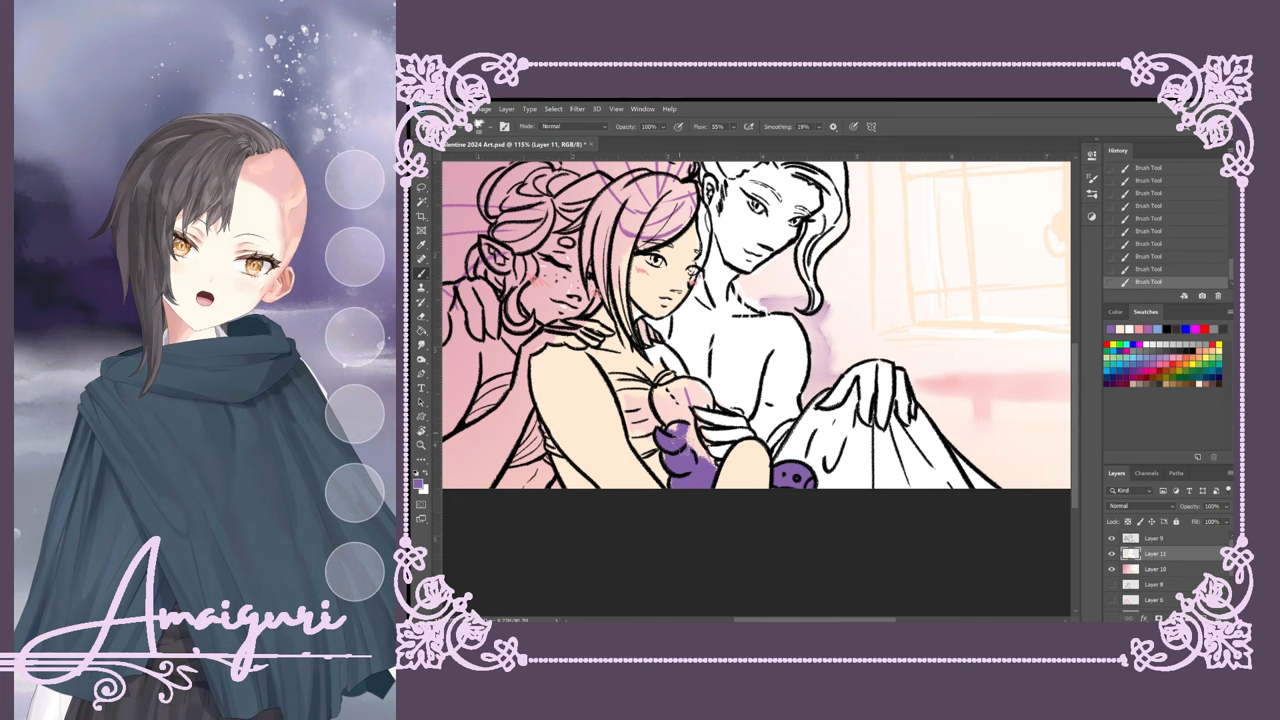 Layer Type Select Filter 3D View Window Help
Mode: Normal Opacity: 100% Flow: 55% Smoothing: 19%
entine 2024 Art.psd @ 115% (Layer 11, RGB/8) *
History
Brush Tool
Brush Tool
Brush Tool
Brush Tool
Brush Tool
Brush Tool
Brush Tool
Brush Tool
Brush Tool
Brush Tool
Color Swatches
Layers Channels Paths
Kind
Normal Opacity: 100%
Lock: Fill: 100%
Layer 9
Layer 11
Layer 10
Layer 8
Layer 6
Amaiguri